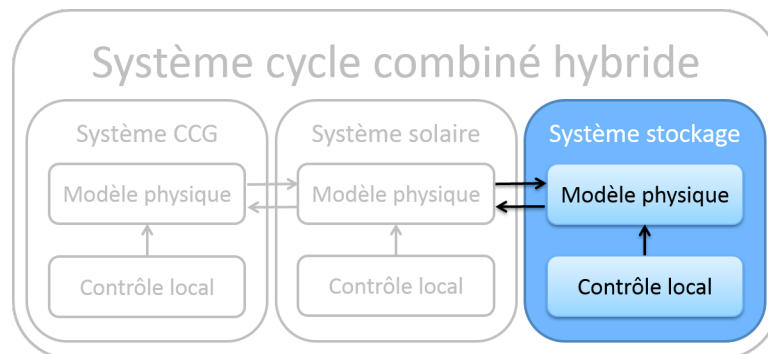 Système cycle combiné hybride
Système CCG
Système solaire
Système stockage
Modèle physique
Modèle physique
Modèle physique
Contrôle local
Contrôle local
Contrôle local